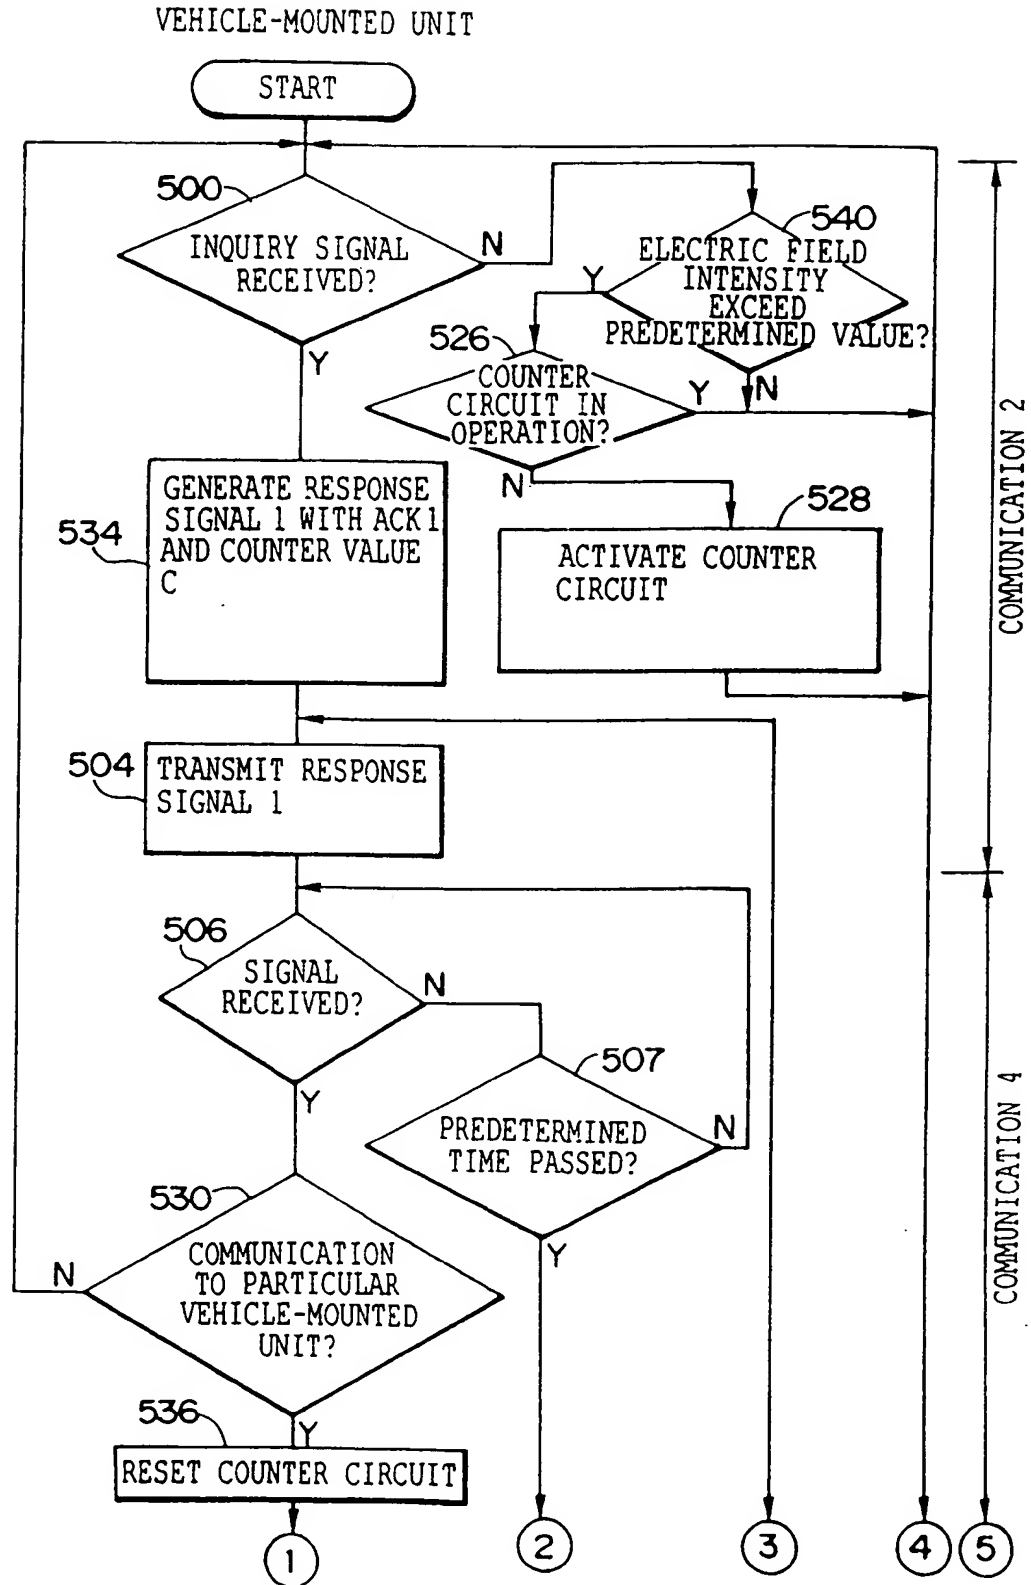 VEHICLE-MOUNTED UNIT
START
500
INQUIRY SIGNAL
RECEIVED?
N
Y
540
ELECTRIC FIELD
INTENSITY
EXCEED
PREDETERMINED VALUE?
Y
N
526
COUNTER
CIRCUIT IN
OPERATION?
Y
N
528
ACTIVATE COUNTER
CIRCUIT
534
GENERATE RESPONSE
SIGNAL 1 WITH ACK1
AND COUNTER VALUE
C
COMMUNICATION 2
504
TRANSMIT RESPONSE
SIGNAL 1
506
SIGNAL
RECEIVED?
N
Y
507
PREDETERMINED
TIME PASSED?
N
Y
530
COMMUNICATION
TO PARTICULAR
VEHICLE-MOUNTED
UNIT?
N
Y
COMMUNICATION 4
536
RESET COUNTER CIRCUIT
1
2
3
4
5